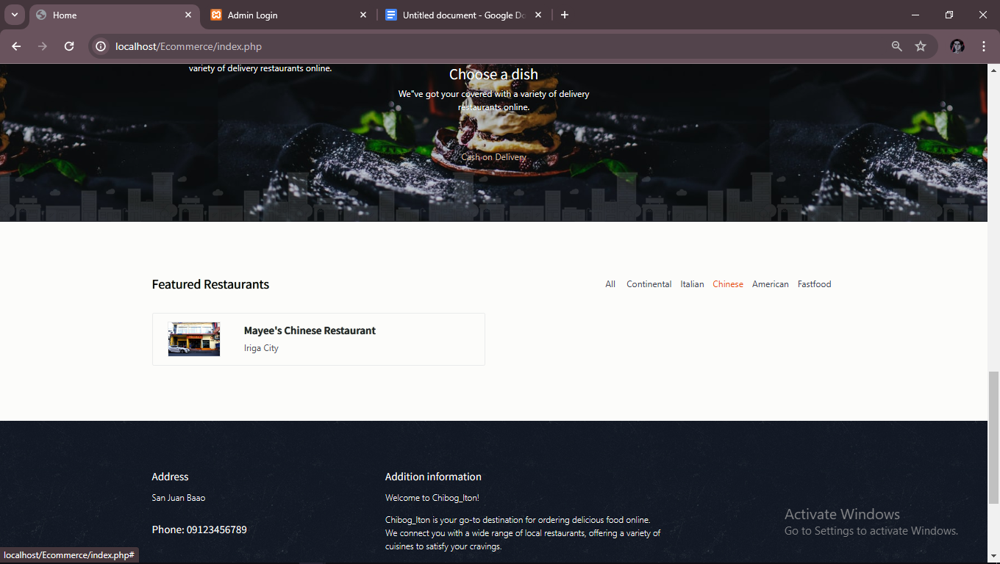 Home
Admin Login
Untitled document - Google Do
localhost/Ecommerce/index.php
variety of delivery restaurants online.
Choose a dish
We"ve got your covered with a variety of delivery
restaurants online.
Cash on Delivery
Featured Restaurants
All Continental Italian Chinese American Fastfood
Mayee's Chinese Restaurant
Iriga City
Address
San Juan Baao
Phone: 09123456789
Addition information
Welcome to Chibog_Iton!
Chibog_Iton is your go-to destination for ordering delicious food online.
We connect you with a wide range of local restaurants, offering a variety of
cuisines to satisfy your cravings.
Activate Windows
Go to Settings to activate Windows.
localhost/Ecommerce/index.php#